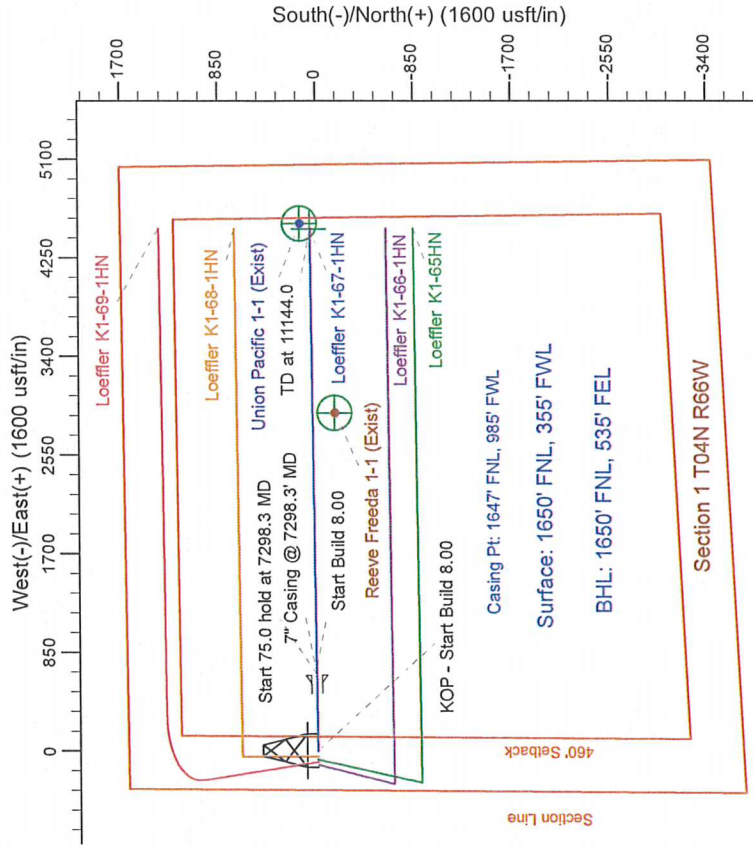 South(-)/North(+) (1600 usft/in)
-1700
-850
-0
-850
--1700
--2550
--3400
West(-)/East(+) (1600 usft/in)
5100
4250
3400
2550
1700
850
0
Loeffler K1-69-1HN
Loeffler K1-68-1HN
Union Pacific 1-1 (Exist)
TD at 11144.0
Loeffler K1-67-1HN
Loeffler K1-66-1HN
Loeffler K1-65HN
Start 75.0 hold at 7298.3 MD
7" Casing @ 7298.3' MD
Start Build 8.00
Reeve Freeda 1-1 (Exist)
KOP - Start Build 8.00
Casing Pt: 1647' FNL, 985' FWL
Surface: 1650' FNL, 355' FWL
BHL: 1650' FNL, 535' FEL
Section 1 T04N R66W
460' Setback
Section Line